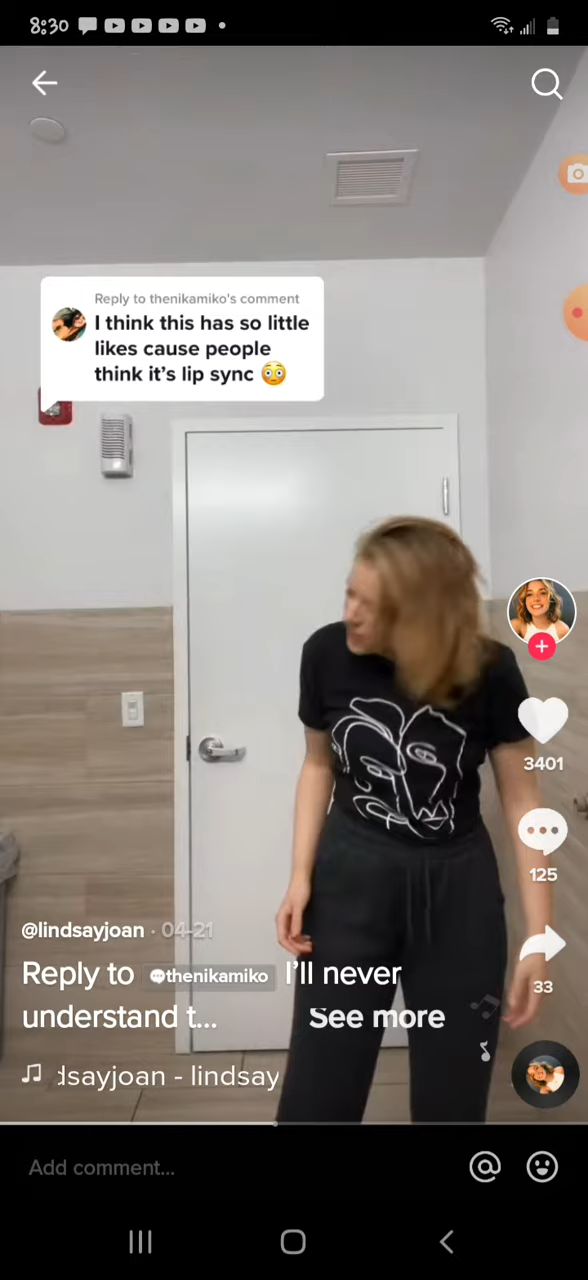 8:30
Reply to thenikamiko's comment
I think this has so little
likes cause people
think it's lip sync 😳
3401
125
@lindsayjoan · 04-21
33
Reply to thenikamiko I'll never
understand t... See more
dsayjoan - lindsay
Add comment...